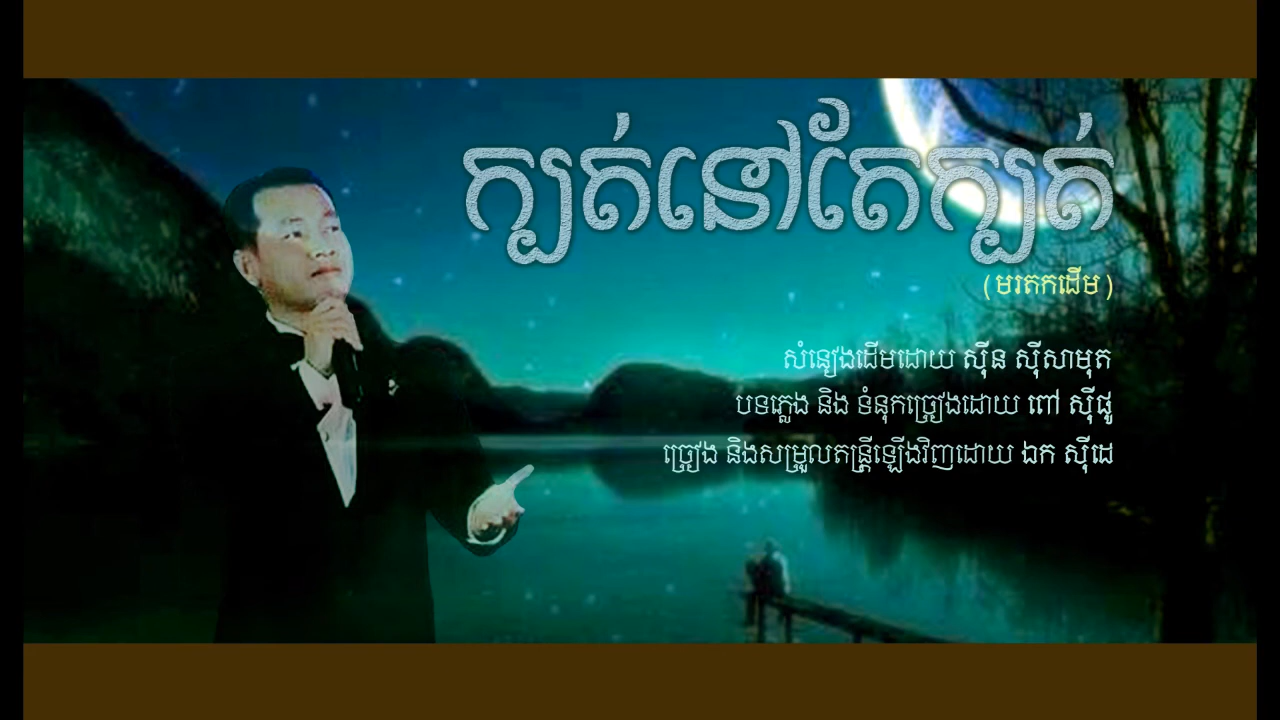 ក្បត់នៅតែក្បត់
(មរតកដើម)
សំនៀងដើមដោយ ស៊ីន ស៊ីសាមុត
បទភ្លេង និង ទំនុកច្រៀងដោយ ពៅ ស៊ីផូ
ច្រៀង និងសម្រួលតន្ត្រីឡើងវិញដោយ ឯក ស៊ីដេ